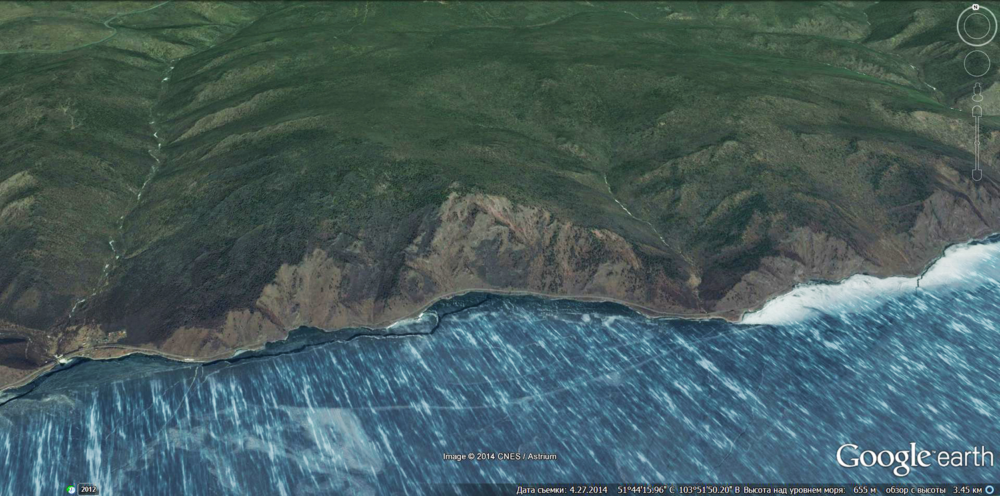 N
Image © 2014 CNES / Astrium
Google™ earth
2012
Дата съемки: 4.27.2014 51°44'15.96" С 103°51'50.20" В Высота над уровнем моря: 655 м обзор с высоты 3.45 км